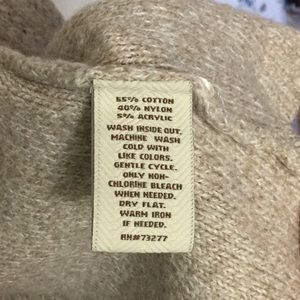 55% COTTON
40% NYLON
5% ACRYLIC
WASH INSIDE OUT.
MACHINE WASH
COLD WITH
LIKE COLORS.
GENTLE CYCLE.
ONLY NON-
CHLORINE BLEACH
WHEN NEEDED.
DRY FLAT.
WARM IRON
IF NEEDED.
RN#73277